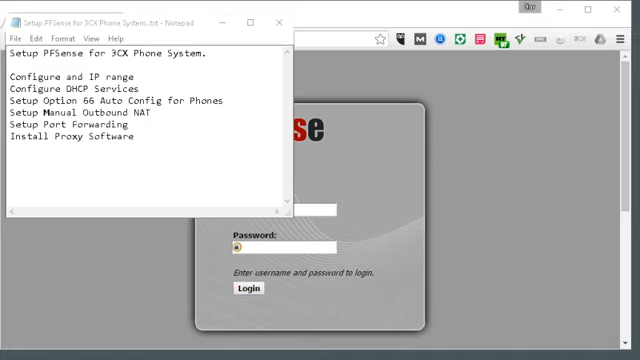 Dar
Setup PFSense for 3CX Phone System.txt - Notepad
File Edit Format View Help
Setup PFSense for 3CX Phone System.
Configure and IP range
Configure DHCP Services
Setup Option 66 Auto Config for Phones
Setup Manual Outbound NAT
Setup Port Forwarding
Install Proxy Software
se
Password:
Enter username and password to login.
Login